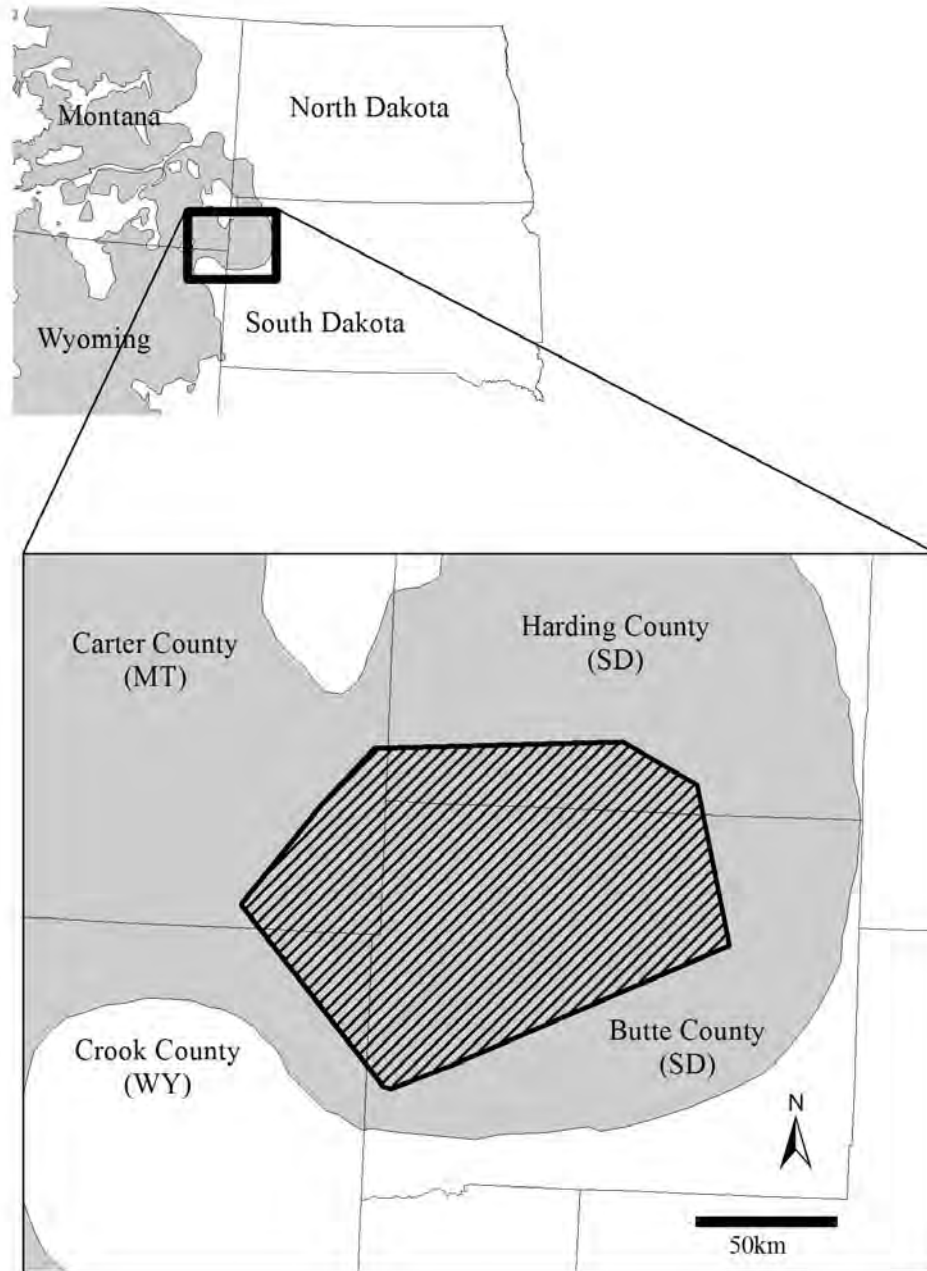 Montana
North Dakota
Wyoming
South Dakota
Carter County
(MT)
Harding County
(SD)
Crook County
(WY)
Butte County
(SD)
N
50km